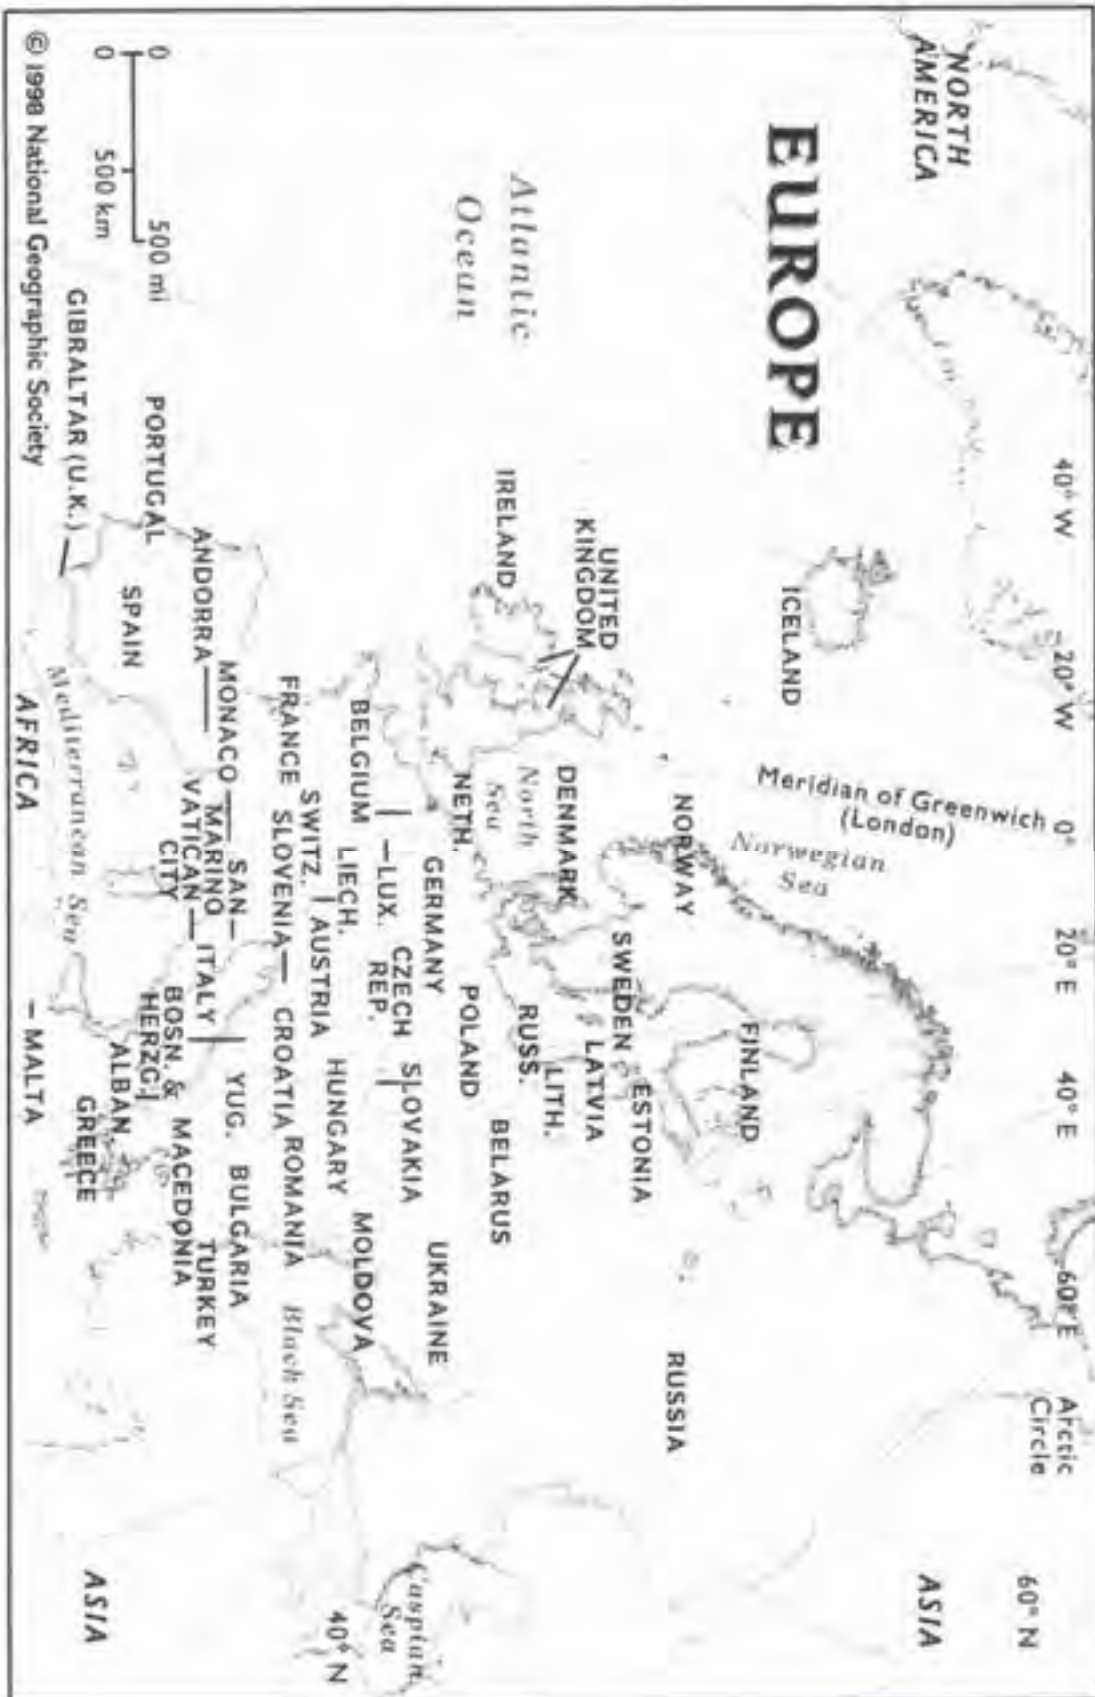 NORTH
AMERICA
40° W
20° W
0°
20° E
40° E
60° E
Arctic
Circle
60° N
ASIA
EUROPE
ICELAND
Meridian of Greenwich
(London)
Norwegian
Sea
NORWAY
FINLAND
RUSSIA
UNITED
KINGDOM
SWEDEN
ESTONIA
DENMARK
LATVIA
Atlantic
Ocean
IRELAND
North
Sea
LITH.
RUSS.
NETH.
POLAND
BELARUS
GERMANY
UKRAINE
BELGIUM
LUX.
CZECH
REP.
SLOVAKIA
LIECH.
MOLDOVA
SWITZ.
AUSTRIA
HUNGARY
FRANCE
SLOVENIA
CROATIA
ROMANIA
Black Sea
Caspian
Sea
40° N
MONACO
SAN
MARINO
ANDORRA
VATICAN
CITY
ITALY
YUG.
BULGARIA
BOSN. &
HERZG.
MACEDONIA
TURKEY
PORTUGAL
SPAIN
ALBAN.
GREECE
GIBRALTAR (U.K.)
Mediterranean Sea
AFRICA
MALTA
ASIA
0 500 mi
0 500 km
© 1998 National Geographic Society